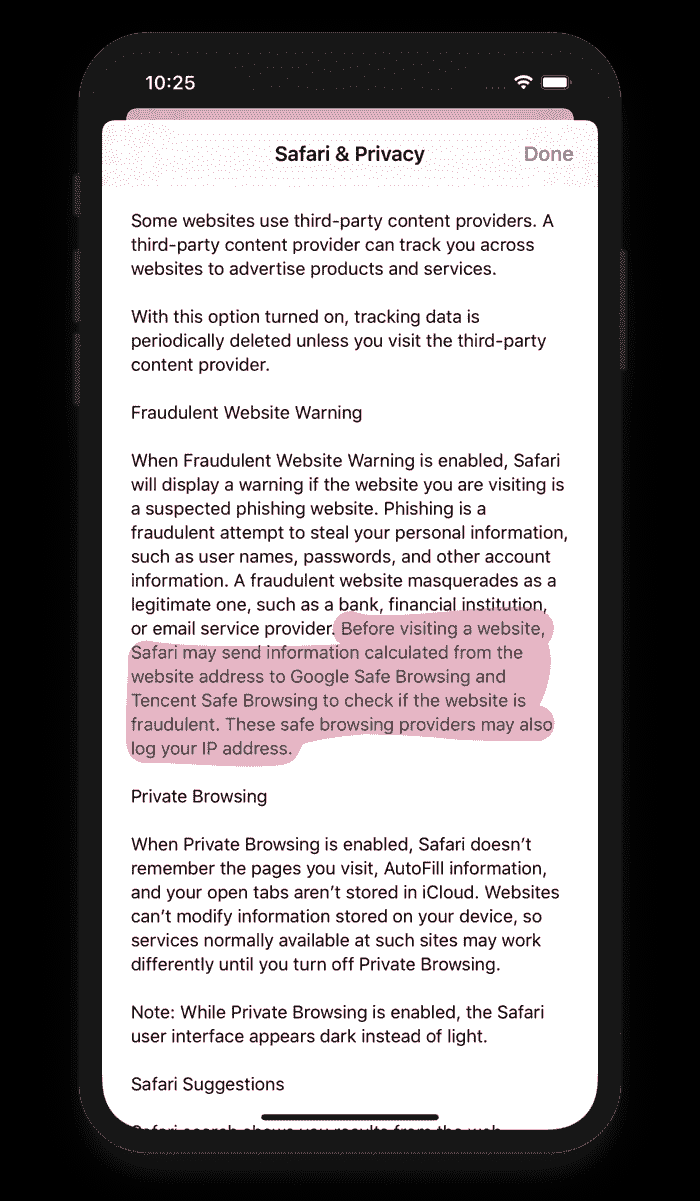 10:25
Safari & Privacy
Done
Some websites use third-party content providers. A
third-party content provider can track you across
websites to advertise products and services.
With this option turned on, tracking data is
periodically deleted unless you visit the third-party
content provider.
Fraudulent Website Warning
When Fraudulent Website Warning is enabled, Safari
will display a warning if the website you are visiting is
a suspected phishing website. Phishing is a
fraudulent attempt to steal your personal information,
such as user names, passwords, and other account
information. A fraudulent website masquerades as a
legitimate one, such as a bank, financial institution,
or email service provider. Before visiting a website,
Safari may send information calculated from the
website address to Google Safe Browsing and
Tencent Safe Browsing to check if the website is
fraudulent. These safe browsing providers may also
log your IP address.
Private Browsing
When Private Browsing is enabled, Safari doesn’t
remember the pages you visit, AutoFill information,
and your open tabs aren’t stored in iCloud. Websites
can’t modify information stored on your device, so
services normally available at such sites may work
differently until you turn off Private Browsing.
Note: While Private Browsing is enabled, the Safari
user interface appears dark instead of light.
Safari Suggestions
Safari search shows you results from the web,